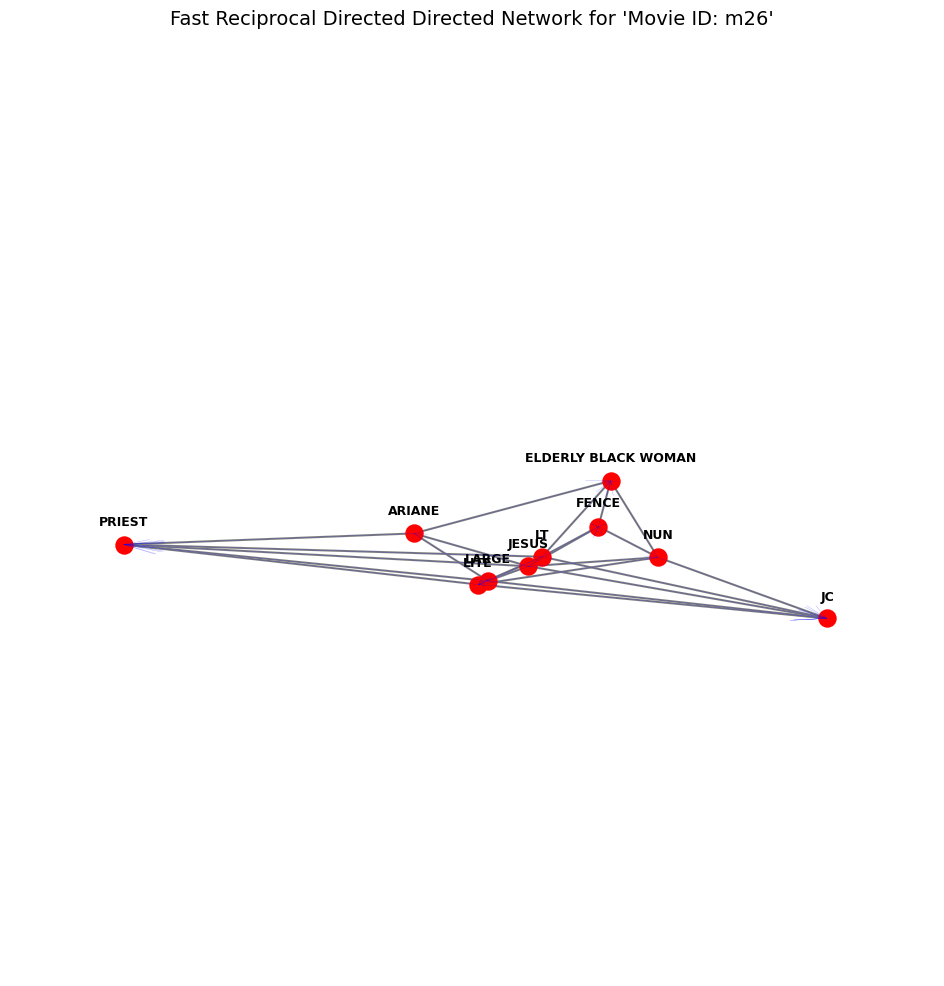 Fast Reciprocal Directed Directed Network for 'Movie ID: m26'
ELDERLY BLACK WOMAN
FENCE
ARIANE
PRIEST
LT
NUN
JESUS
LARGE
LITE
JC